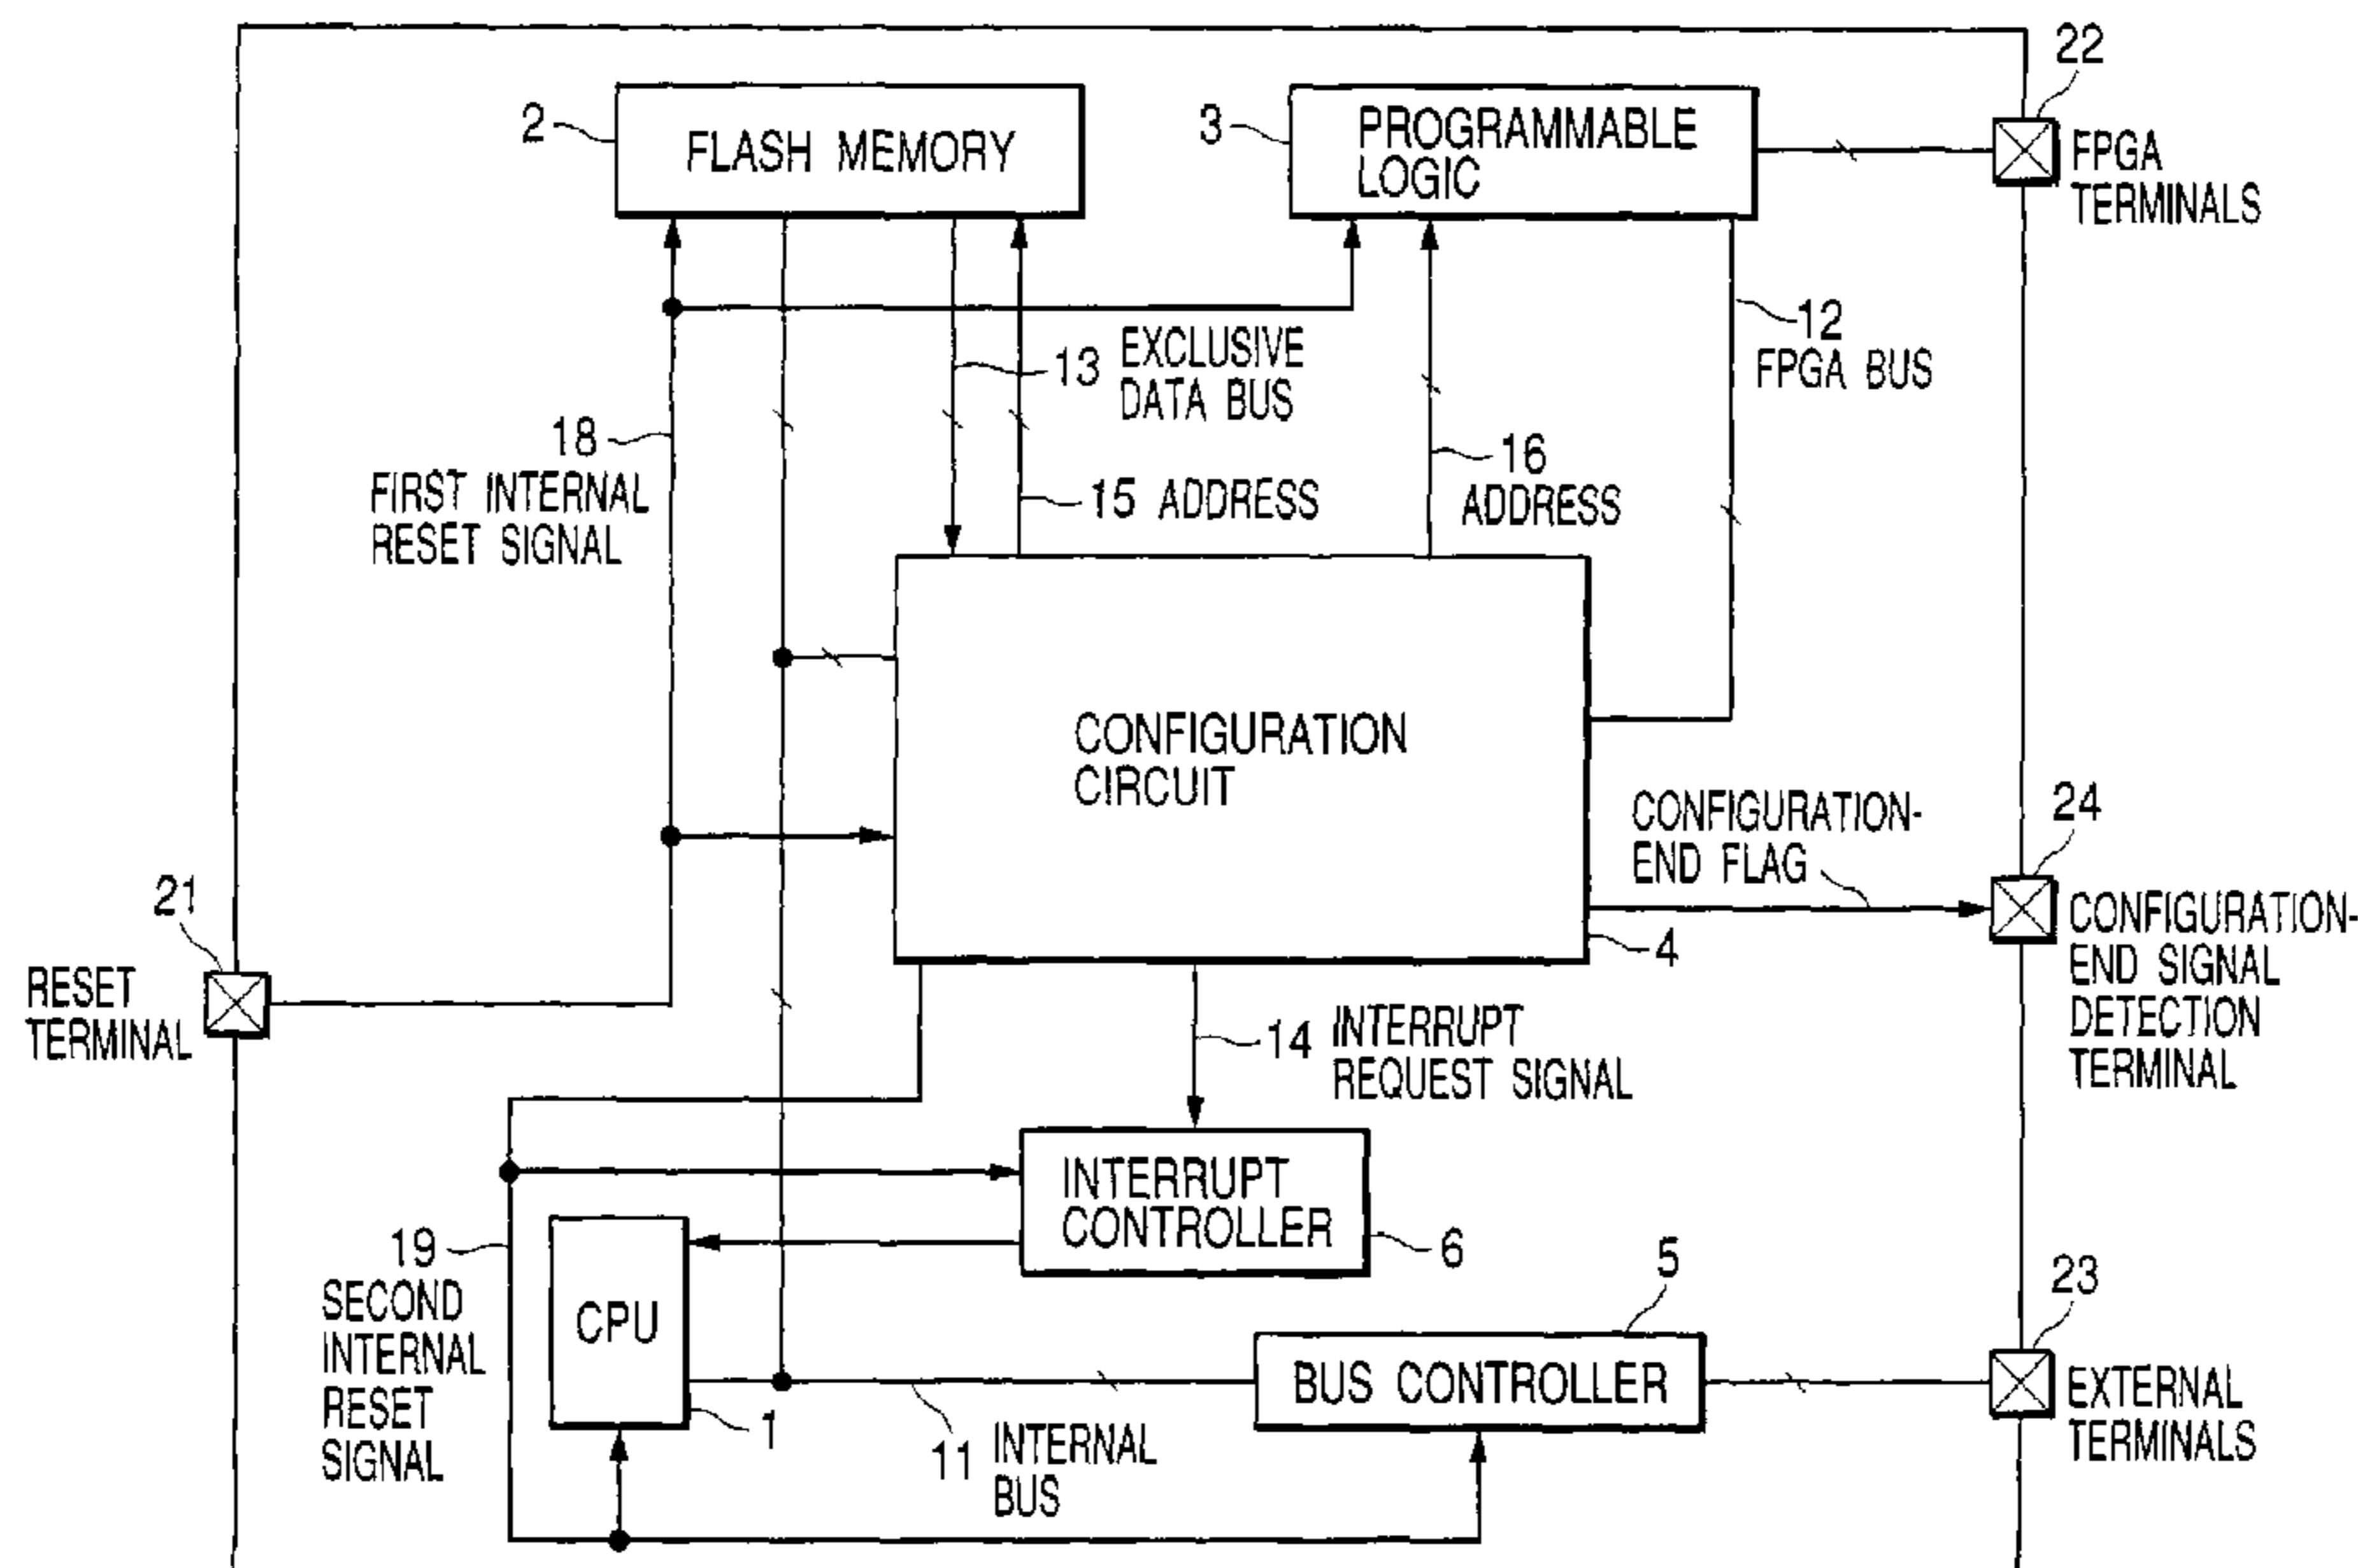 22
2
FLASH MEMORY
3
PROGRAMMABLE
LOGIC
FPGA
TERMINALS
12
FPGA BUS
13
EXCLUSIVE
DATA BUS
18
FIRST INTERNAL
RESET SIGNAL
15 ADDRESS
16
ADDRESS
CONFIGURATION
CIRCUIT
CONFIGURATION-
END FLAG
24
CONFIGURATION-
END SIGNAL
DETECTION
TERMINAL
4
21
RESET
TERMINAL
14
INTERRUPT
REQUEST SIGNAL
INTERRUPT
CONTROLLER
6
19
SECOND
INTERNAL
RESET
SIGNAL
CPU
1
5
BUS CONTROLLER
23
EXTERNAL
TERMINALS
11
INTERNAL
BUS